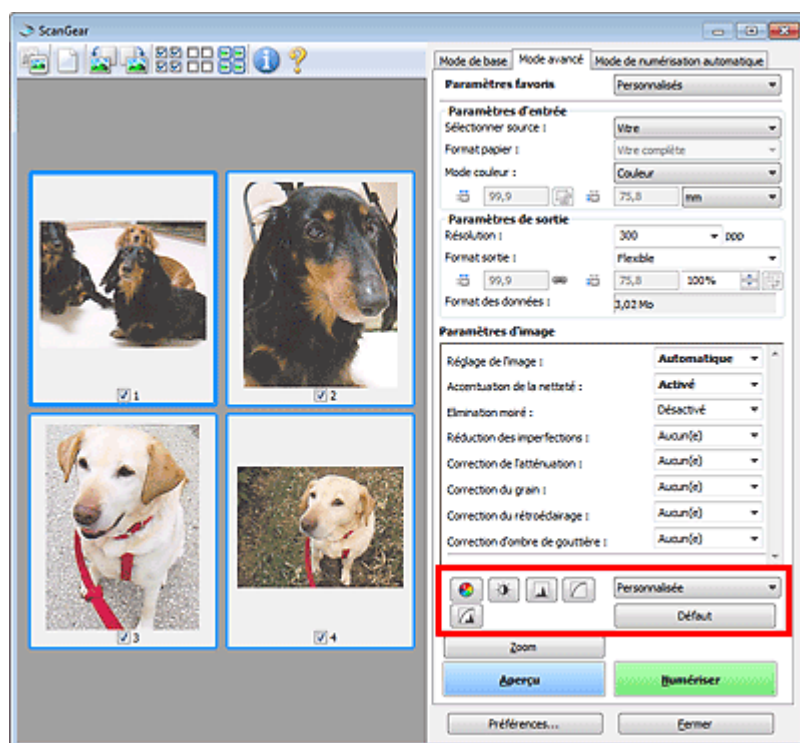 ScanGear
Mode de base Mode avancé Mode de numérisation automatique
Paramètres favoris Personnalisés
Paramètres d'entrée
Sélectionner source : Vitre
Format papier : Vitre complète
Mode couleur : Couleur
99,9 75,8 mm
Paramètres de sortie
Résolution : 300 ppp
Format sortie : Flexible
99,9 75,8 100%
Format des données : 3,02 Mo
Paramètres d'image
Réglage de l'image : Automatique
Accentuation de la netteté : Activé
Elimination moiré : Désactivé
Réduction des imperfections : Aucun(e)
Correction de l'atténuation : Aucun(e)
Correction du grain : Aucun(e)
Correction du rétroéclairage : Aucun(e)
Correction d'ombre de gouttière : Aucun(e)
Personnalisée
Défaut
Zoom
Aperçu Numériser
Préférences... Fermer
1 2
3 4